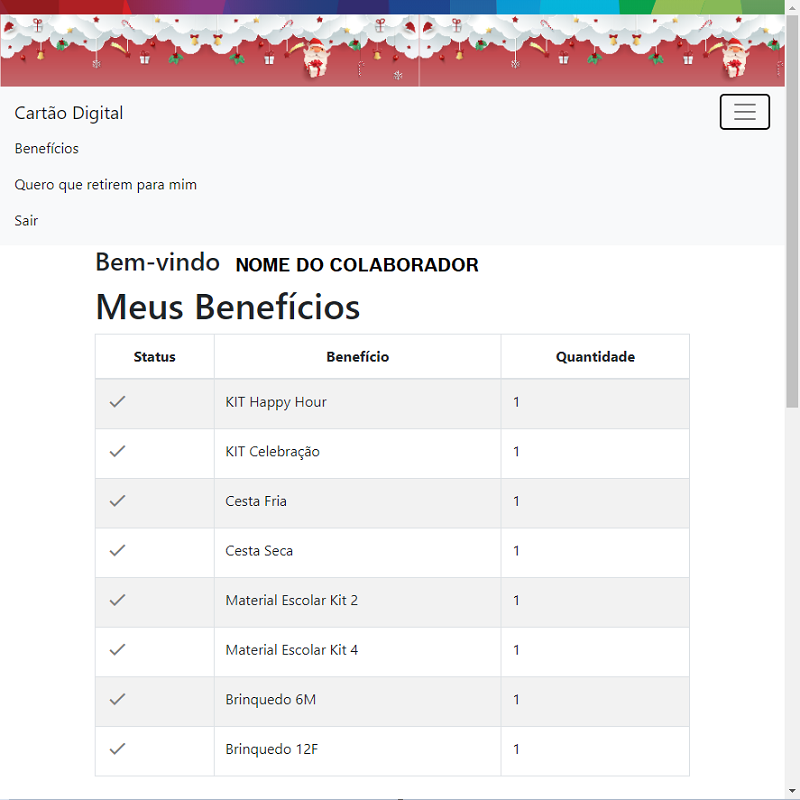 Cartão Digital
Benefícios
Quero que retirem para mim
Sair
Bem-vindo NOME DO COLABORADOR
Meus Benefícios
Status Benefício Quantidade
KIT Happy Hour 1
KIT Celebração 1
Cesta Fria 1
Cesta Seca 1
Material Escolar Kit 2 1
Material Escolar Kit 4 1
Brinquedo 6M 1
Brinquedo 12F 1